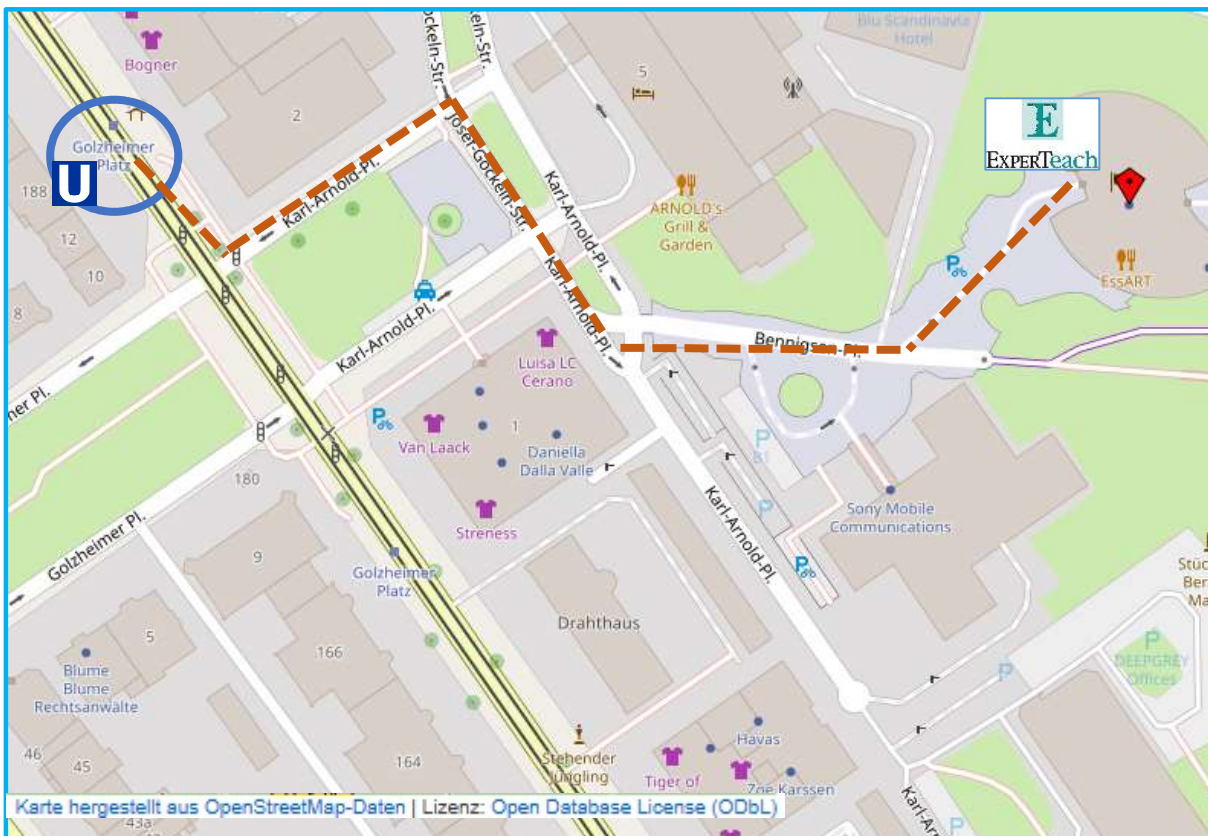 Bogner
Golzheimer
Platz
U
188
12
10
8
2
Karl-Arnold-Pl.
-Gockeln-Str.
Josef-Gockeln-Str.
Karl-Arnold-Pl.
Karl-Arnold-Pl.
Karl-Arnold-Pl.
5
Blu Scandinavia
Hotel
ARNOLD's
Grill &
Garden
E
EXPERTeach
EssART
Bennigsen-Pl.
Luisa LC
Cerano
Van Laack
1
Daniella
Dalla Valle
Streness
P
P
81
P
P
Sony Mobile
Communications
Karl-Arnold-Pl.
Golzheimer Pl.
180
9
Golzheimer
Platz
Drahthaus
P
P
DEEPGREY
Offices
5
166
Blume
Blume
Rechtsanwälte
46
45
43a
164
Stehender
Jüngling
Havas
Tiger of
Zoe Karssen
P
Karte hergestellt aus OpenStreetMap-Daten | Lizenz: Open Database License (ODbL)